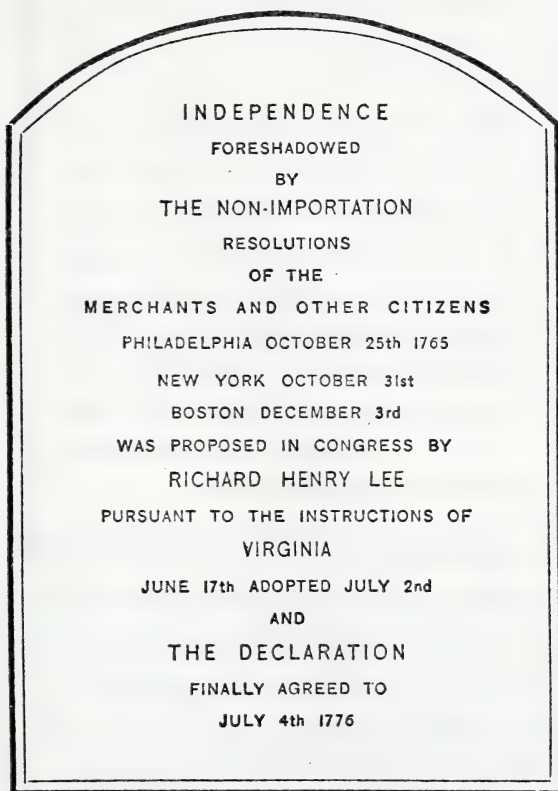 INDEPENDENCE
FORESHADOWED
BY
THE NON-IMPORTATION
RESOLUTIONS
OF THE
MERCHANTS AND OTHER CITIZENS
PHILADELPHIA OCTOBER 25th 1765
NEW YORK OCTOBER 31st
BOSTON DECEMBER 3rd
WAS PROPOSED IN CONGRESS BY
RICHARD HENRY LEE
PURSUANT TO THE INSTRUCTIONS OF
VIRGINIA
JUNE 17th ADOPTED JULY 2nd
AND
THE DECLARATION
FINALLY AGREED TO
JULY 4th 1776